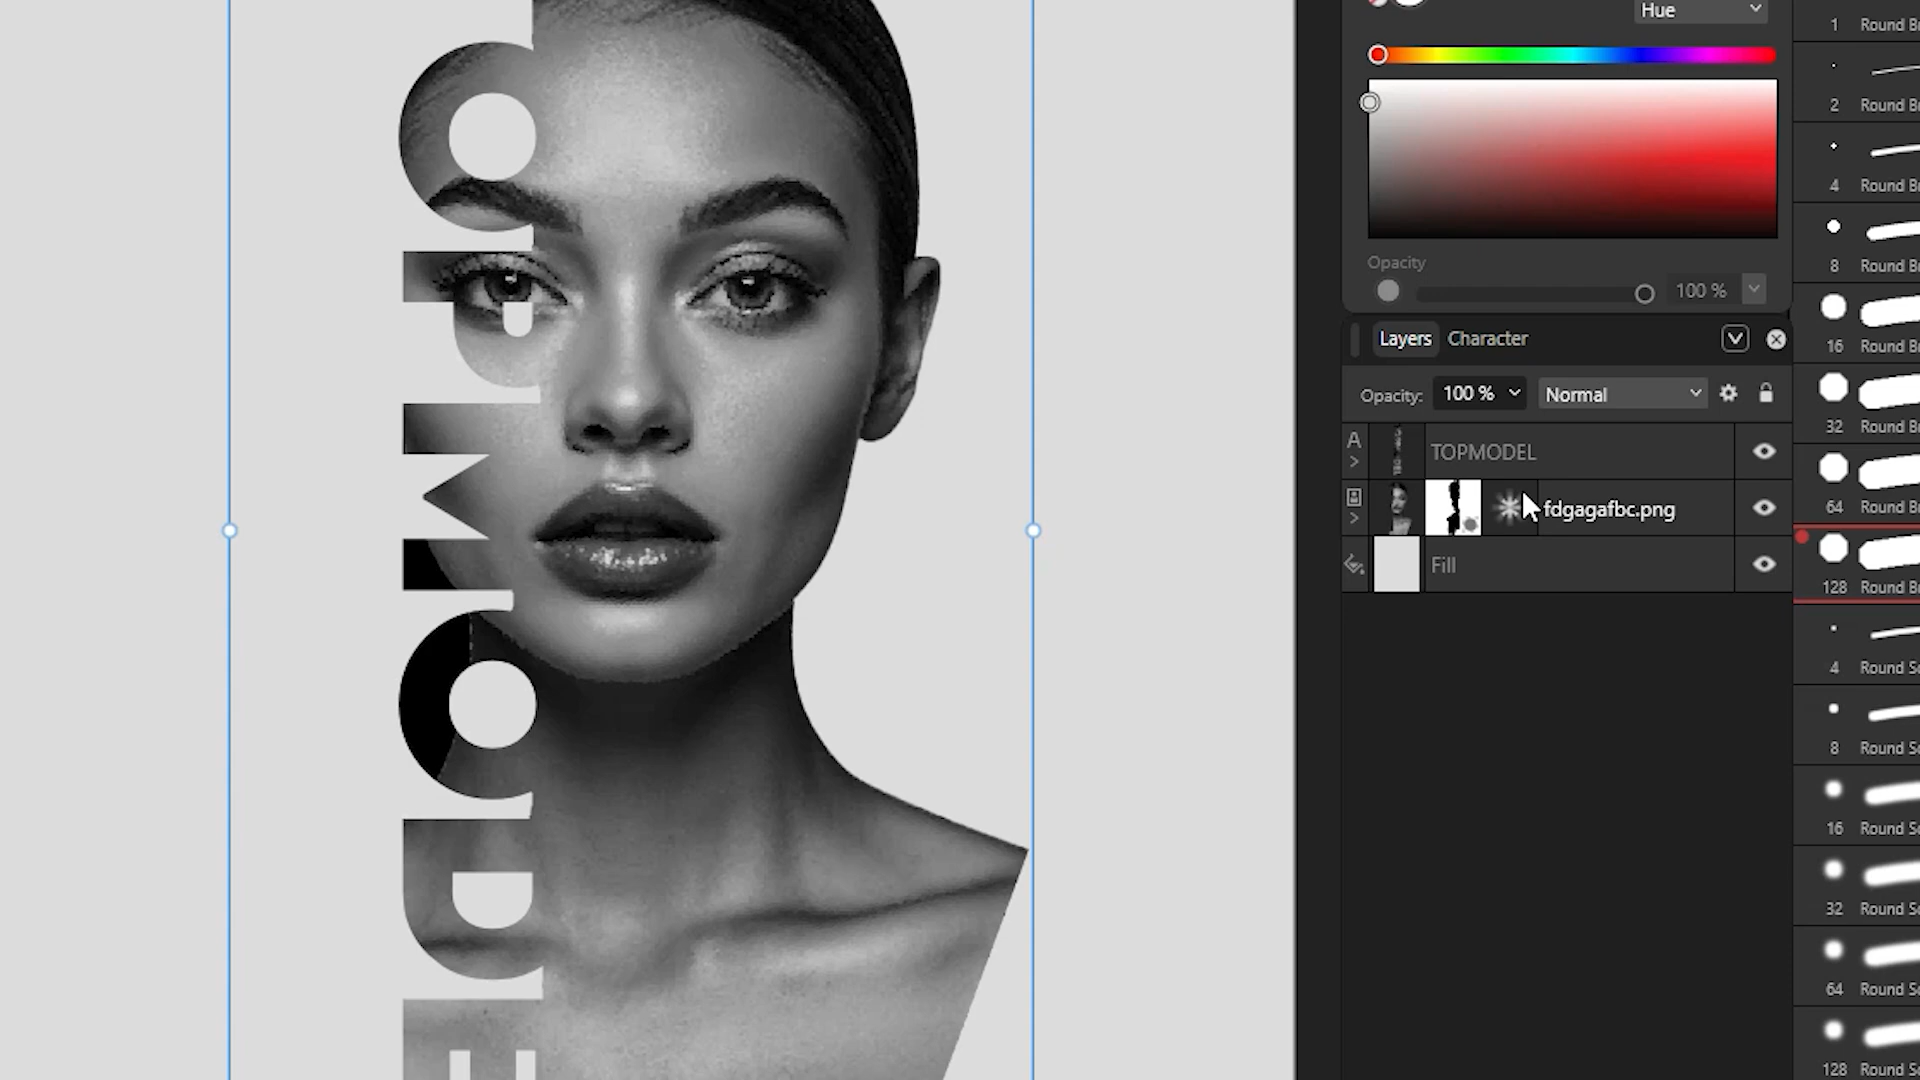 TOPMODE
Hue
Opacity
100 %
Layers Character
Opacity: 100 % Normal
A TOPMODEL
fdgagafbc.png
Fill
1 Round B
2 Round B
4 Round B
8 Round B
16 Round B
32 Round B
64 Round B
128 Round B
4 Round S
8 Round S
16 Round S
32 Round S
64 Round S
128 Round S